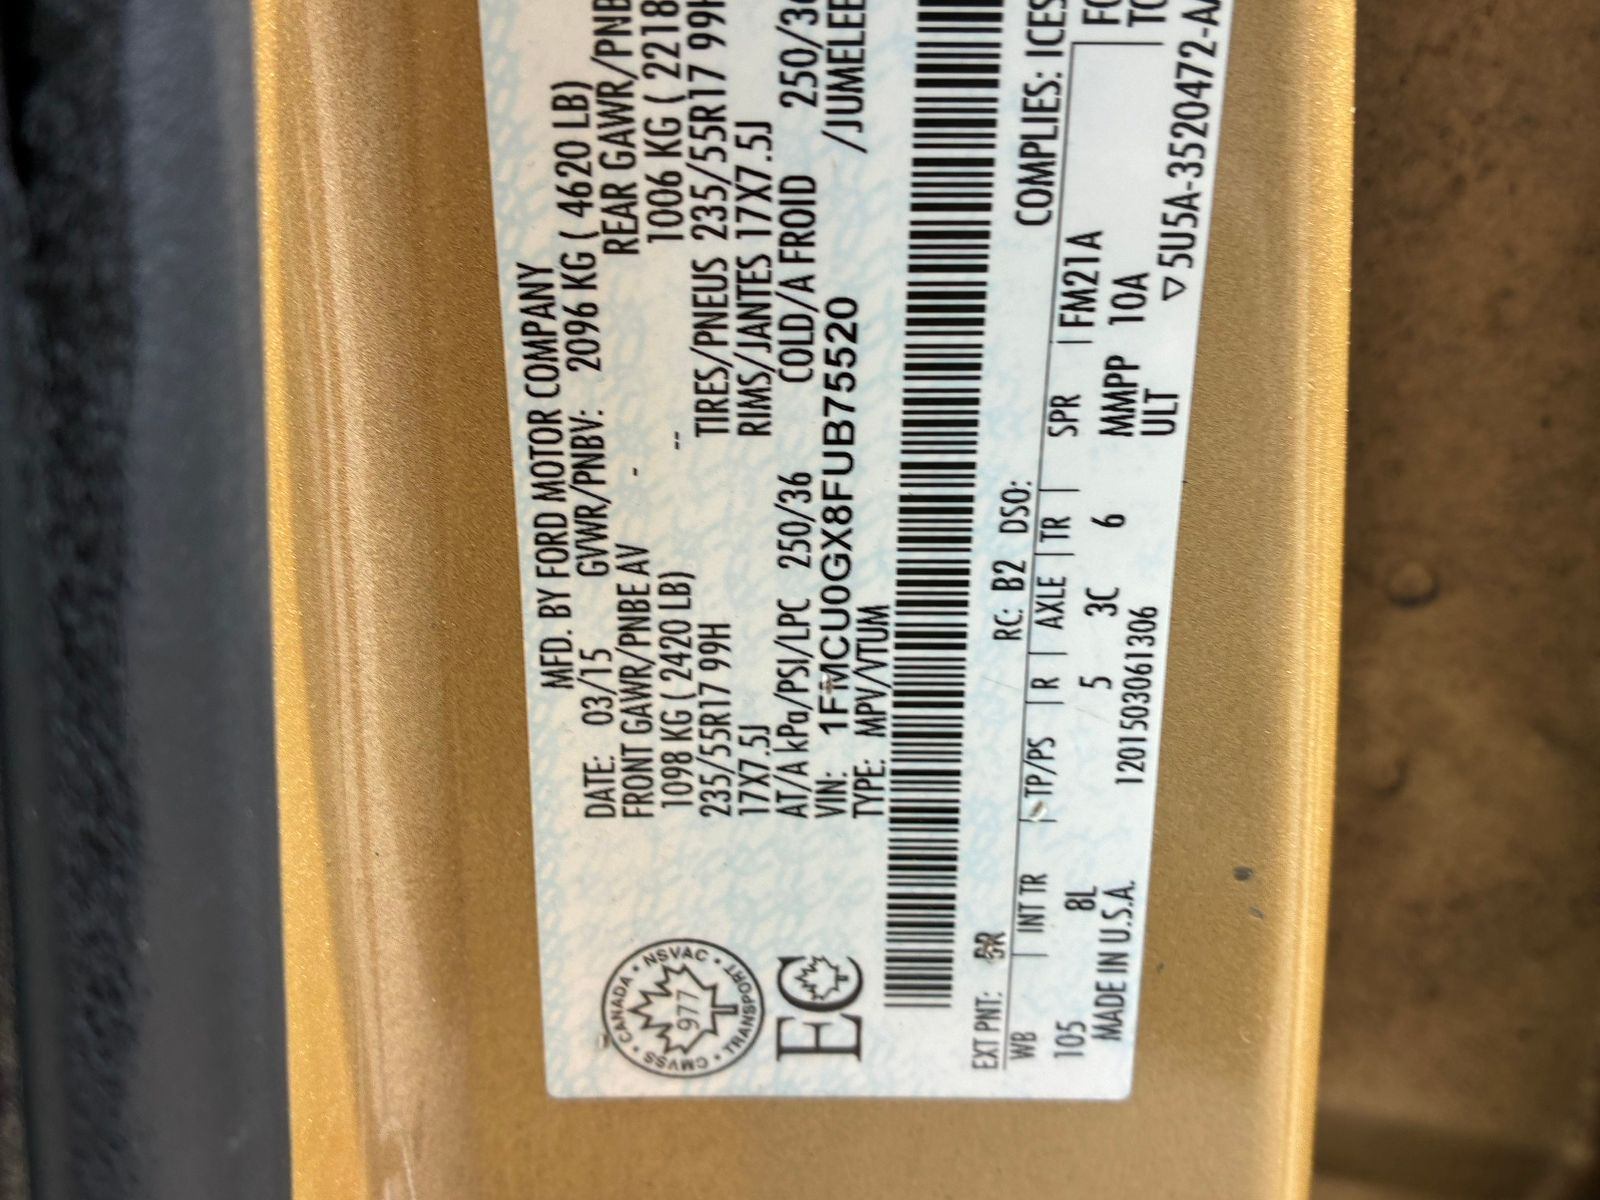 MFD. BY FORD MOTOR COMPANY
DATE: 03/15 GVWR/PNBV: 2096 KG ( 4620 LB)
FRONT GAWR/PNBE AV - REAR GAWR/PNB
1098 KG ( 2420 LB) -- 1006 KG ( 2218
235/55R17 99H TIRES/PNEUS 235/55R17 99H
17X7.5J RIMS/JANTES 17X7.5J
AT/A kPa/PSI/LPC 250/36 COLD/A FROID 250/36
VIN: 1FMCU0GX8FUB75520 /JUMELEE
TYPE: MPV/VTUM
CANADA • NSVAC • TRANSPORT • CMVSS •
977
EC
COMPLIES: ICES
EXT PNT: RC: B2 DSO:
WB | INT TR | TP/PS | R | AXLE | TR | SPR | FM21A
105 8L 5 3C 6 MMPP 10A
MADE IN U.S.A. 1201503061306 ULT
▽5U5A-3520472-AA